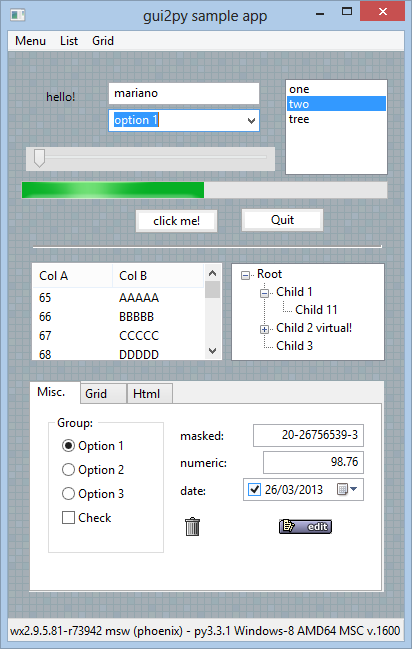 gui2py sample app
Menu List Grid
hello!
mariano
option 1
one
two
tree
click me!
Quit
Col A Col B
65 AAAAA
66 BBBBB
67 CCCCC
68 DDDDD
Root
Child 1
Child 11
Child 2 virtual!
Child 3
Misc. Grid Html
Group:
Option 1
Option 2
Option 3
Check
masked: 20-26756539-3
numeric: 98.76
date: 26/03/2013
edit
wx2.9.5.81-r73942 msw (phoenix) - py3.3.1 Windows-8 AMD64 MSC v.1600